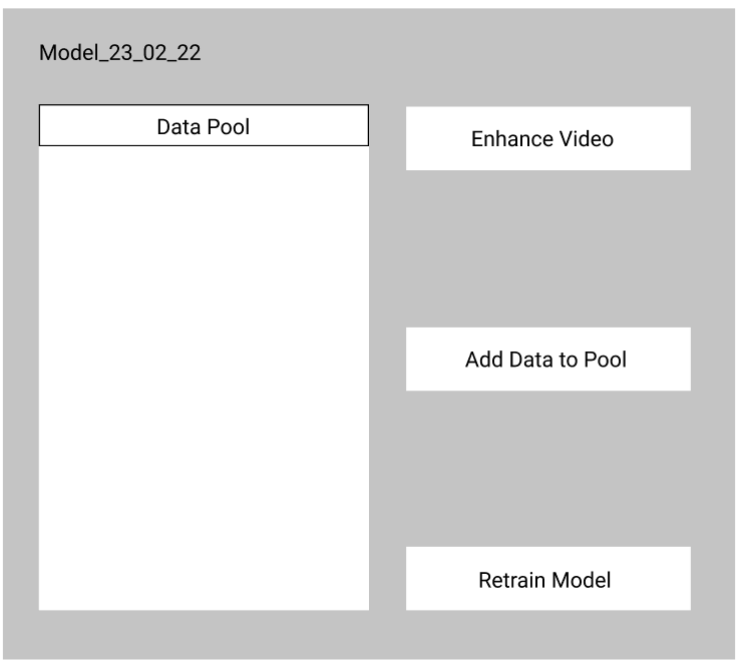 Model_23_02_22
Data Pool
Enhance Video
Add Data to Pool
Retrain Model